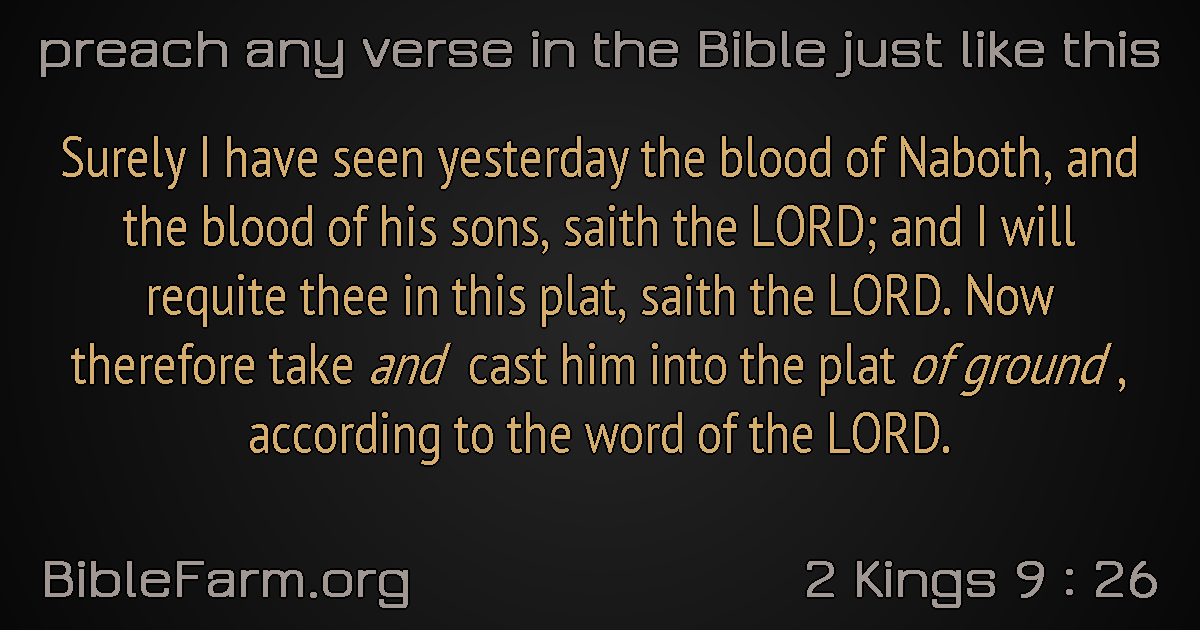 preach any verse in the Bible just like this
Surely I have seen yesterday the blood of Naboth, and
the blood of his sons, saith the LORD; and I will
requite thee in this plat, saith the LORD. Now
therefore take and cast him into the plat of ground ,
according to the word of the LORD.
BibleFarm.org
2 Kings 9 : 26